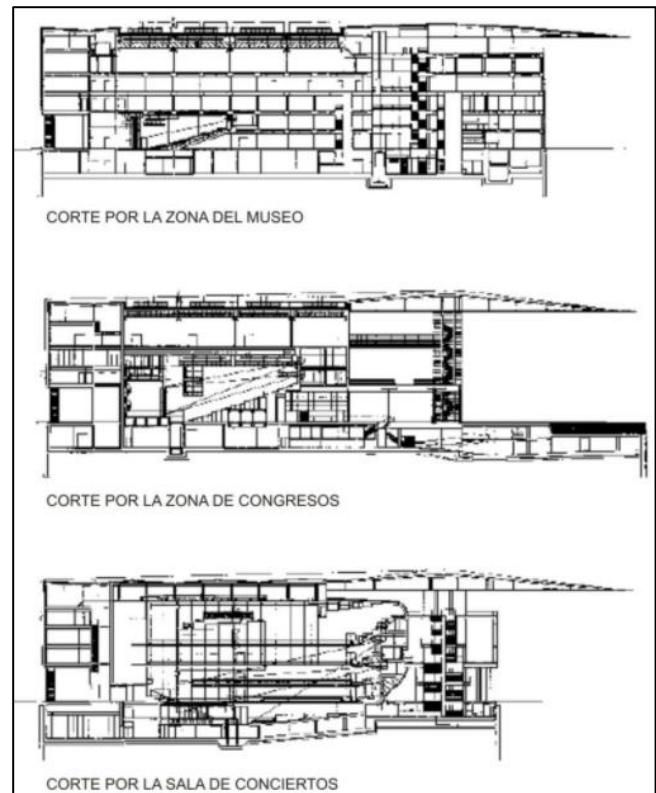 CORTE POR LA ZONA DEL MUSEO
CORTE POR LA ZONA DE CONGRESOS
CORTE POR LA SALA DE CONCIERTOS